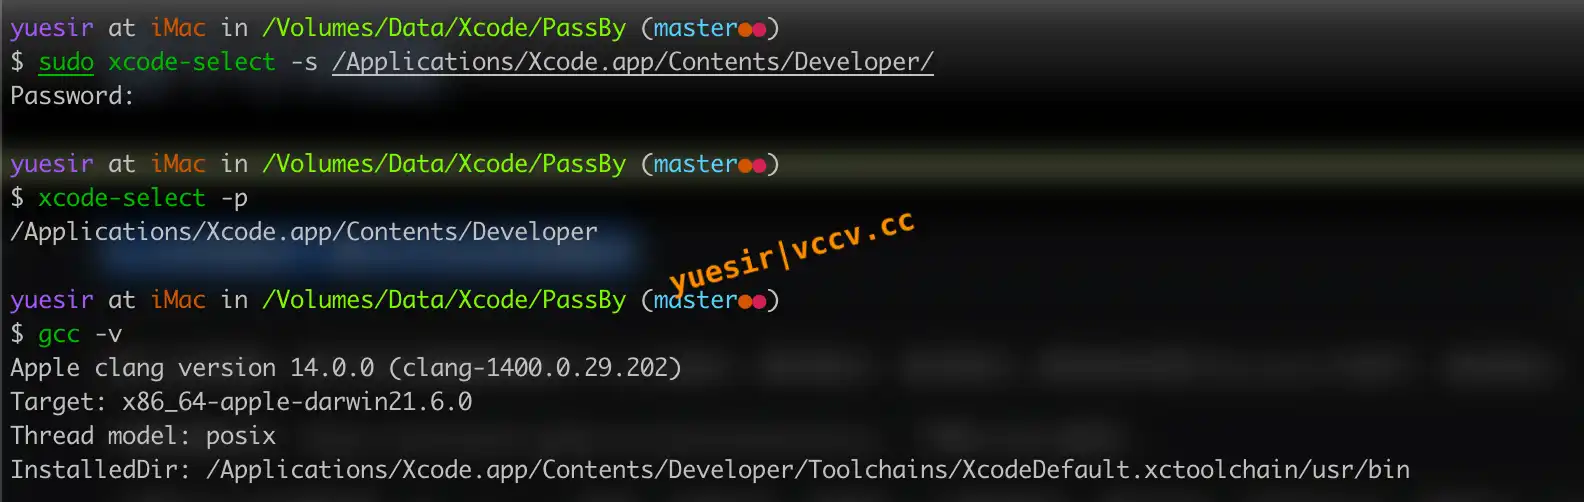 yuesir at iMac in /Volumes/Data/Xcode/PassBy (master●●)
$ sudo xcode-select -s /Applications/Xcode.app/Contents/Developer/
Password:
yuesir at iMac in /Volumes/Data/Xcode/PassBy (master●●)
$ xcode-select -p
/Applications/Xcode.app/Contents/Developer
yuesir|vccv.cc
yuesir at iMac in /Volumes/Data/Xcode/PassBy (master●●)
$ gcc -v
Apple clang version 14.0.0 (clang-1400.0.29.202)
Target: x86_64-apple-darwin21.6.0
Thread model: posix
InstalledDir: /Applications/Xcode.app/Contents/Developer/Toolchains/XcodeDefault.xctoolchain/usr/bin